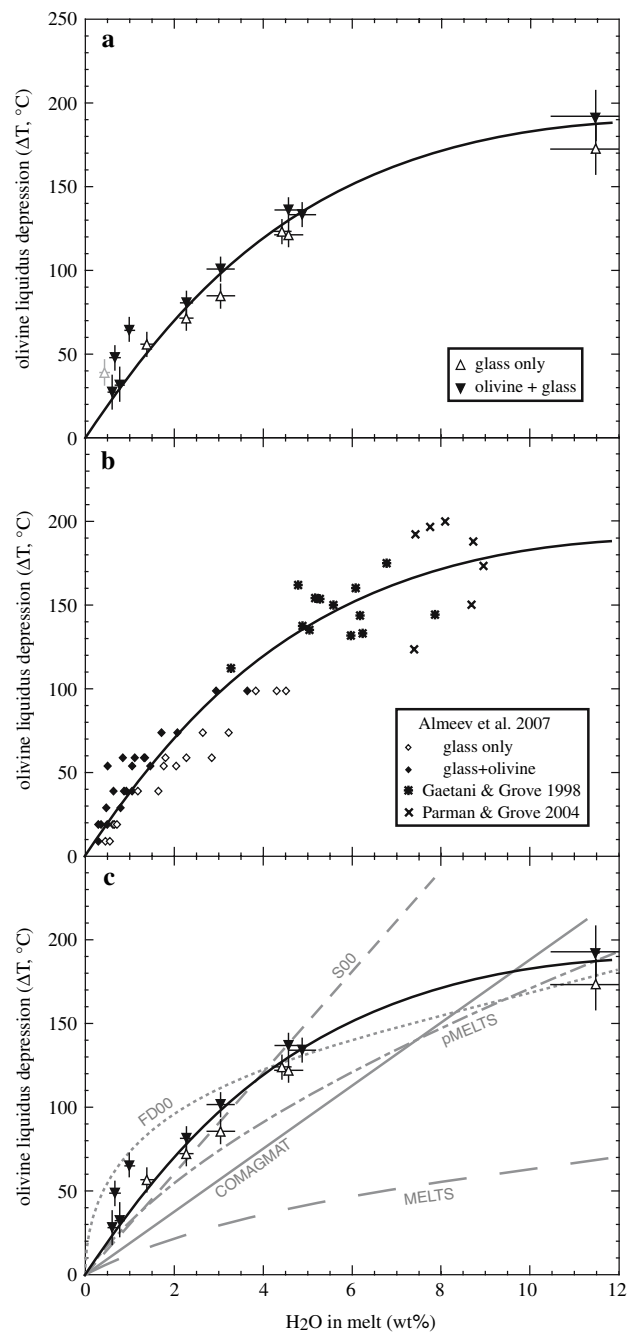 250
a
200
150
100
50
0
olivine liquidus depression (ΔT, °C)
glass only
olivine + glass
b
200
150
100
50
0
olivine liquidus depression (ΔT, °C)
Almeev et al. 2007
glass only
glass+olivine
Gaetani & Grove 1998
Parman & Grove 2004
c
200
150
100
50
0
olivine liquidus depression (ΔT, °C)
S00
FD00
pMELTS
COMAGMAT
MELTS
0 2 4 6 8 10 12
H2O in melt (wt%)